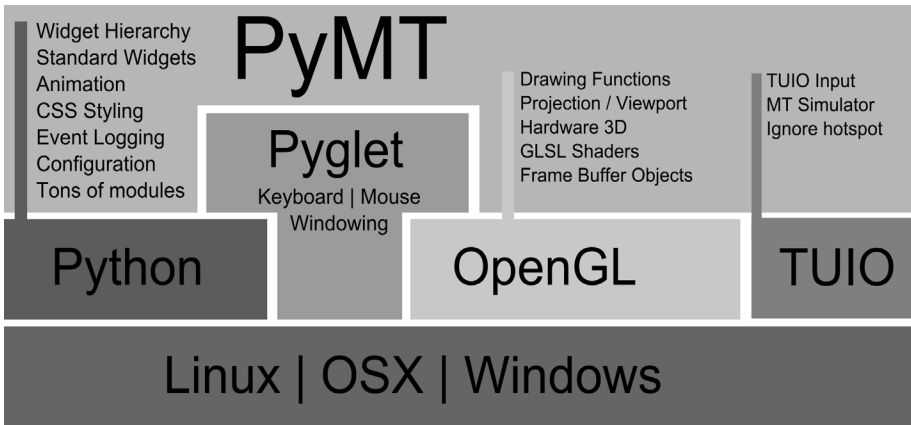 PyMT
Widget Hierarchy
Standard Widgets
Animation
CSS Styling
Event Logging
Configuration
Tons of modules
Pyglet
Keyboard | Mouse
Windowing
Drawing Functions
Projection / Viewport
Hardware 3D
GLSL Shaders
Frame Buffer Objects
TUIO Input
MT Simulator
Ignore hotspot
Python
OpenGL
TUIO
Linux | OSX | Windows